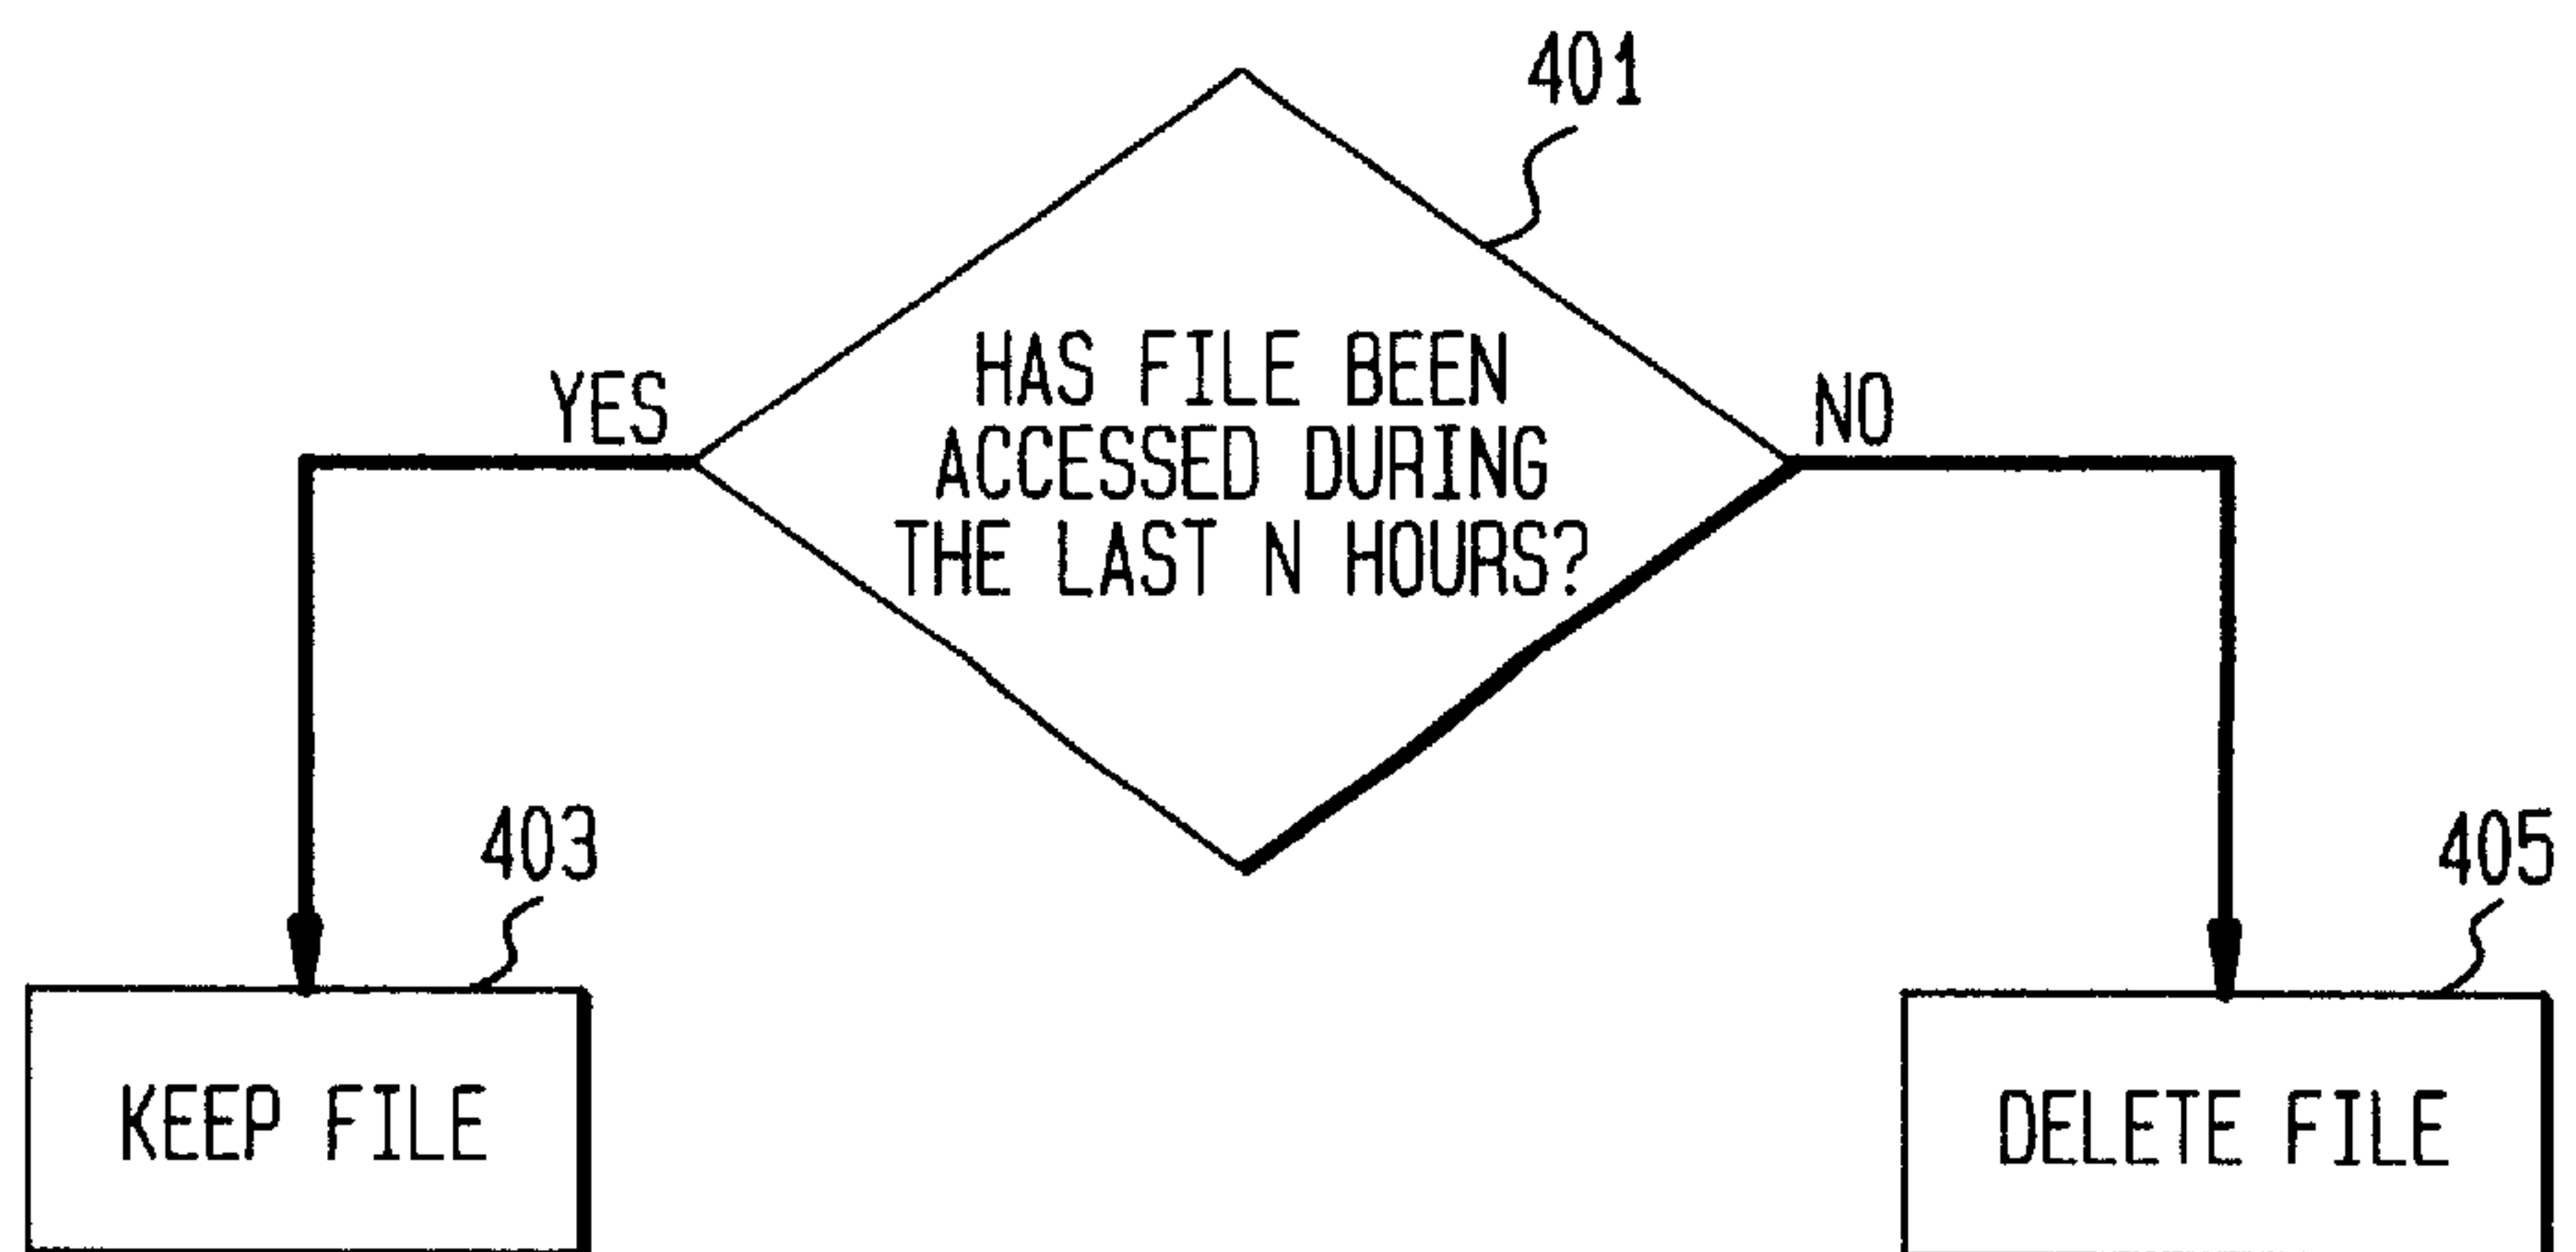 401
HAS FILE BEEN
YES
NO
ACCESSED DURING
THE LAST N HOURS?
403
405
KEEP FILE
DELETE FILE